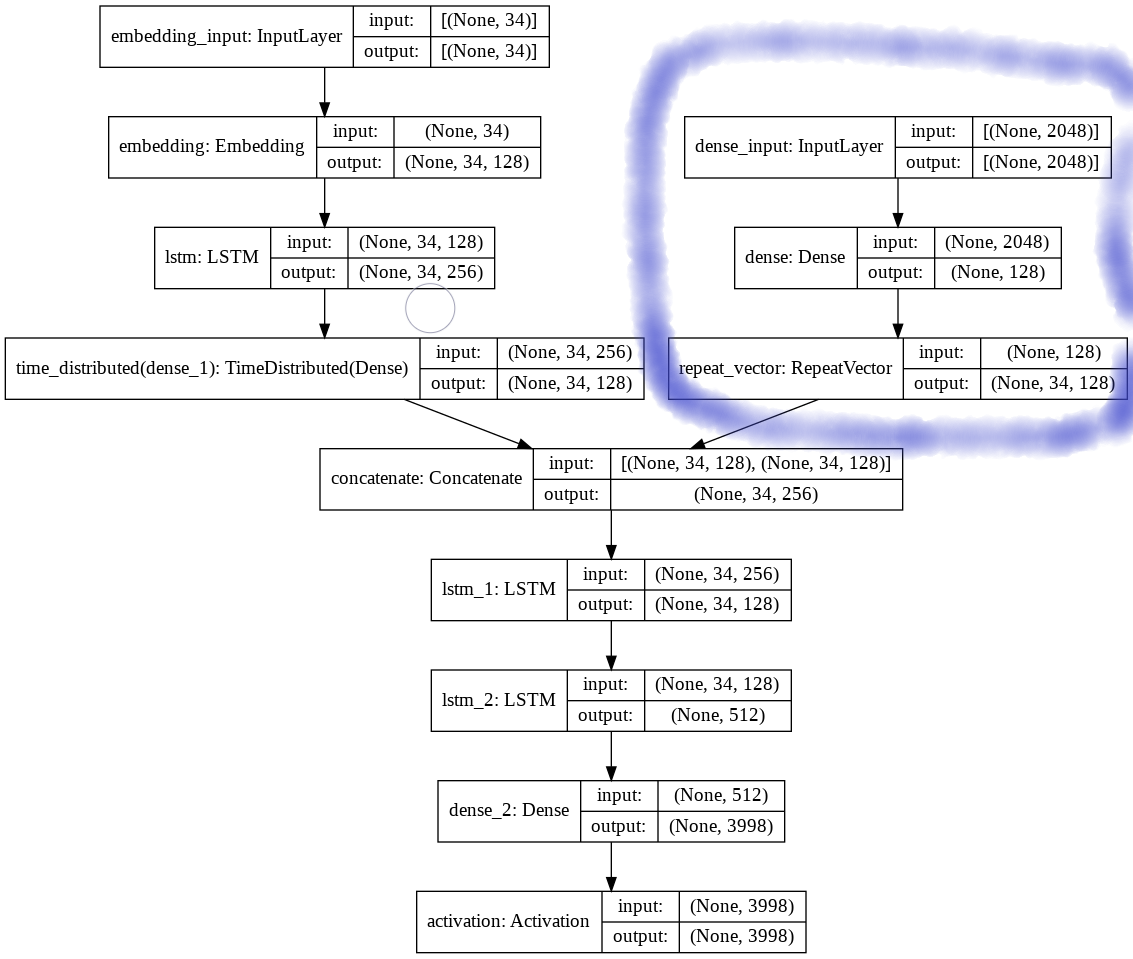 embedding_input: InputLayer input: [(None, 34)]
output: [(None, 34)]
embedding: Embedding input: (None, 34)
output: (None, 34, 128)
dense_input: InputLayer input: [(None, 2048)]
output: [(None, 2048)]
lstm: LSTM input: (None, 34, 128)
output: (None, 34, 256)
dense: Dense input: (None, 2048)
output: (None, 128)
time_distributed(dense_1): TimeDistributed(Dense) input: (None, 34, 256)
output: (None, 34, 128)
repeat_vector: RepeatVector input: (None, 128)
output: (None, 34, 128)
concatenate: Concatenate input: [(None, 34, 128), (None, 34, 128)]
output: (None, 34, 256)
lstm_1: LSTM input: (None, 34, 256)
output: (None, 34, 128)
lstm_2: LSTM input: (None, 34, 128)
output: (None, 512)
dense_2: Dense input: (None, 512)
output: (None, 3998)
activation: Activation input: (None, 3998)
output: (None, 3998)